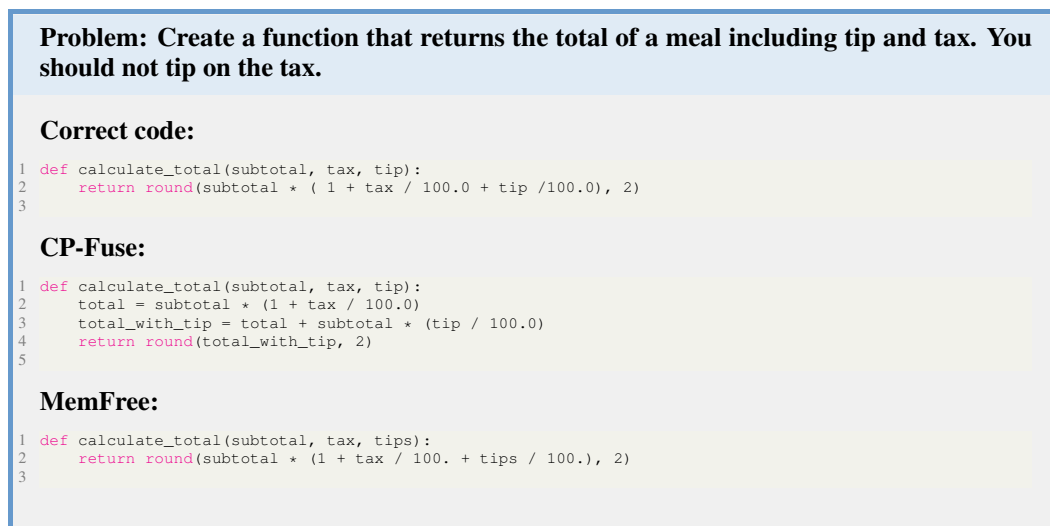 Problem: Create a function that returns the total of a meal including tip and tax. You
should not tip on the tax.
Correct code:
1 def calculate_total(subtotal, tax, tip):
2     return round(subtotal * ( 1 + tax / 100.0 + tip /100.0), 2)
3
CP-Fuse:
1 def calculate_total(subtotal, tax, tip):
2     total = subtotal * (1 + tax / 100.0)
3     total_with_tip = total + subtotal * (tip / 100.0)
4     return round(total_with_tip, 2)
5
MemFree:
1 def calculate_total(subtotal, tax, tips):
2     return round(subtotal * (1 + tax / 100. + tips / 100.), 2)
3